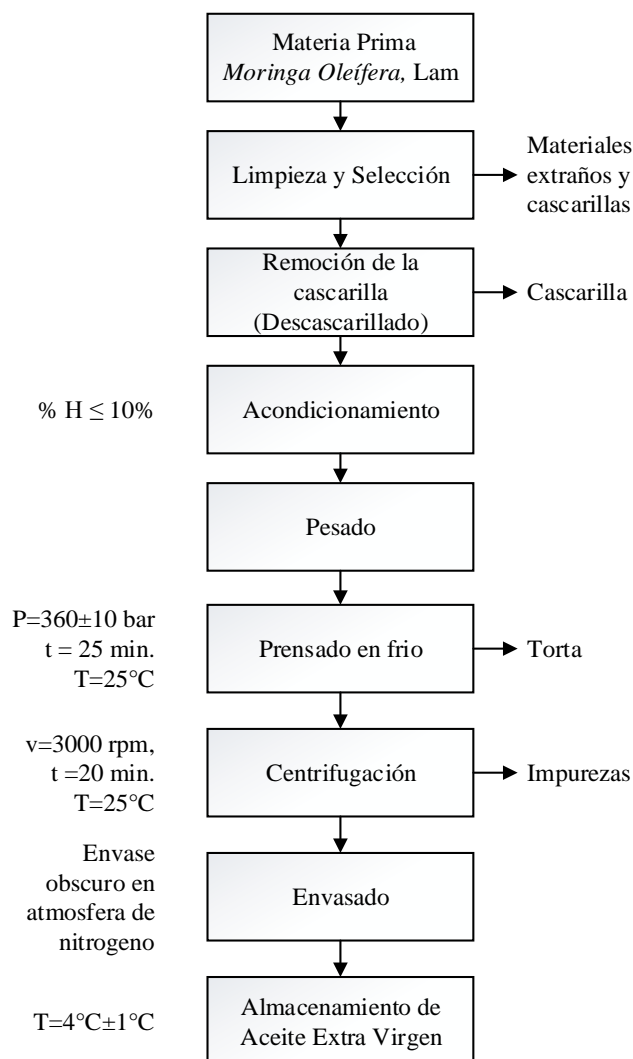 Materia Prima
Moringa Oleífera, Lam
Limpieza y Selección
Materiales
extraños y
cascarillas
Remoción de la
cascarilla
(Descascarillado)
Cascarilla
% H ≤ 10%
Acondicionamiento
Pesado
P=360±10 bar
t = 25 min.
T=25°C
Prensado en frio
Torta
v=3000 rpm,
t =20 min.
T=25°C
Centrifugación
Impurezas
Envase
obscuro en
atmosfera de
nitrogeno
Envasado
T=4°C±1°C
Almacenamiento de
Aceite Extra Virgen